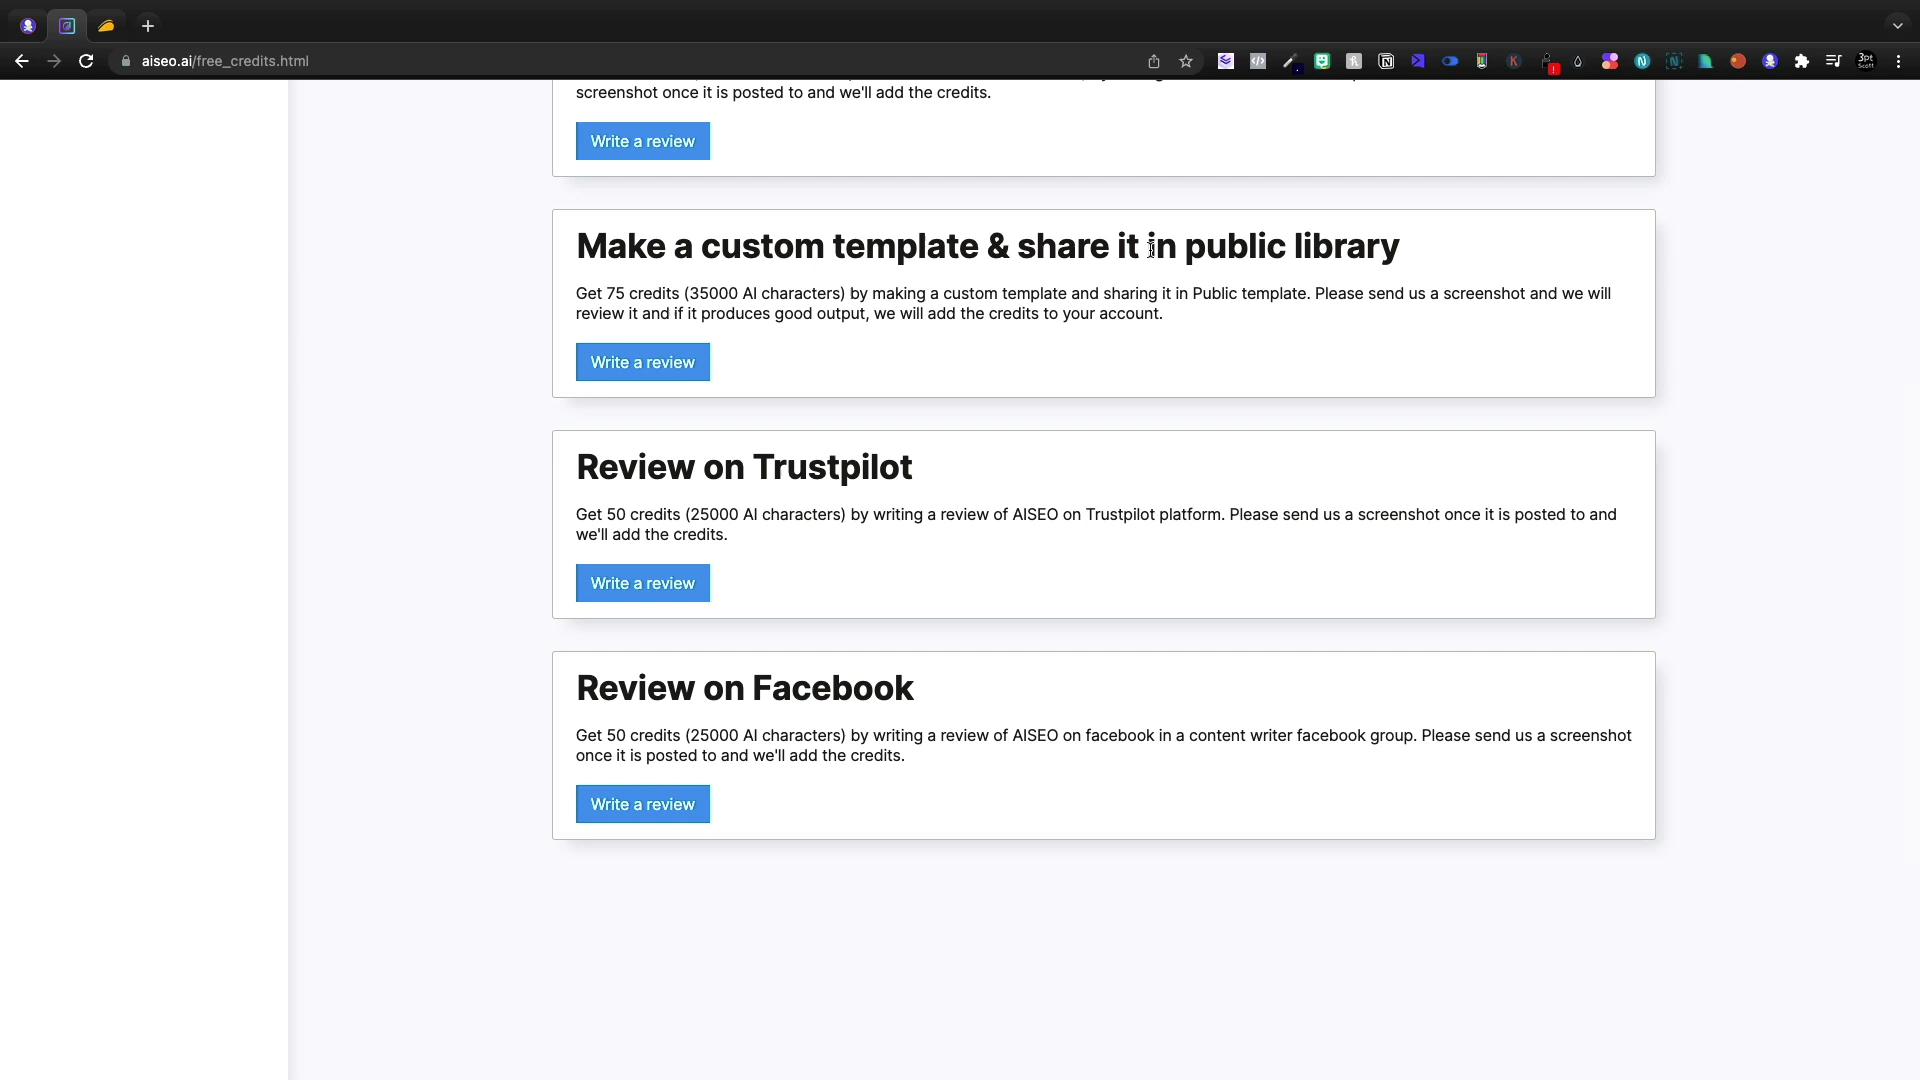 aiseo.ai/free_credits.html
screenshot once it is posted to and we'll add the credits.
Write a review
Make a custom template & share it in public library
Get 75 credits (35000 AI characters) by making a custom template and sharing it in Public template. Please send us a screenshot and we will
review it and if it produces good output, we will add the credits to your account.
Write a review
Review on Trustpilot
Get 50 credits (25000 AI characters) by writing a review of AISEO on Trustpilot platform. Please send us a screenshot once it is posted to and
we'll add the credits.
Write a review
Review on Facebook
Get 50 credits (25000 AI characters) by writing a review of AISEO on facebook in a content writer facebook group. Please send us a screenshot
once it is posted to and we'll add the credits.
Write a review